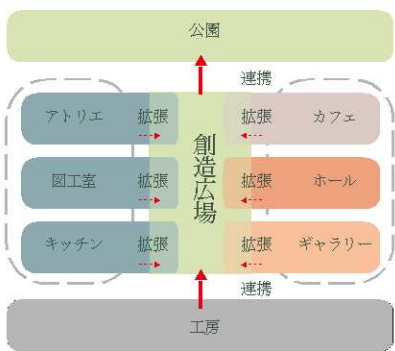 公園
連携
アトリエ 拡張 拡張 カフェ
創造広場
図工室 拡張 拡張 ホール
キッチン 拡張 拡張 ギャラリー
連携
工房